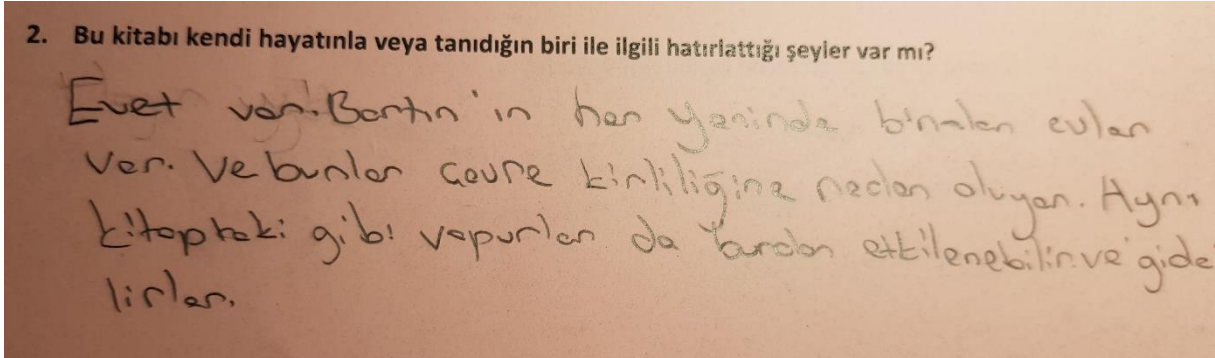 2. Bu kitabı kendi hayatınla veya tanıdığın biri ile ilgili hatırlattığı şeyler var mı?
Evet var. Bartın'ın her yerinde binalar evler
var. Ve bunlar çevre kirliliğine neden oluyor. Aynı
kitaptaki gibi vapurlar da bundan etkilenebilir ve gide
lirler.